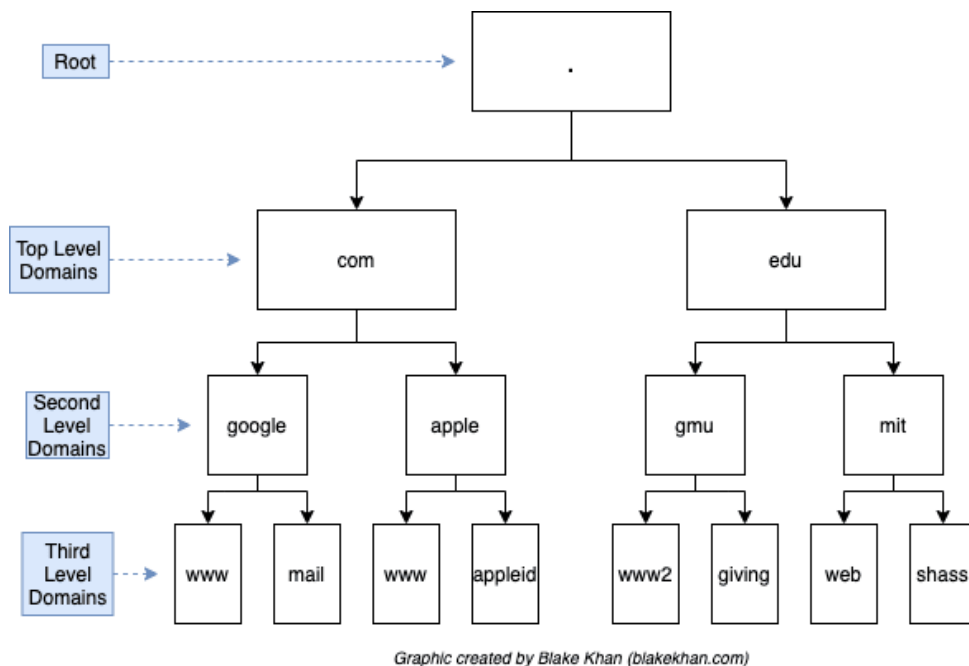 Root
.
Top Level
Domains
com
edu
Second
Level
Domains
google
apple
gmu
mit
Third
Level
Domains
www
mail
www
appleid
www2
giving
web
shass
Graphic created by Blake Khan (blakekhan.com)